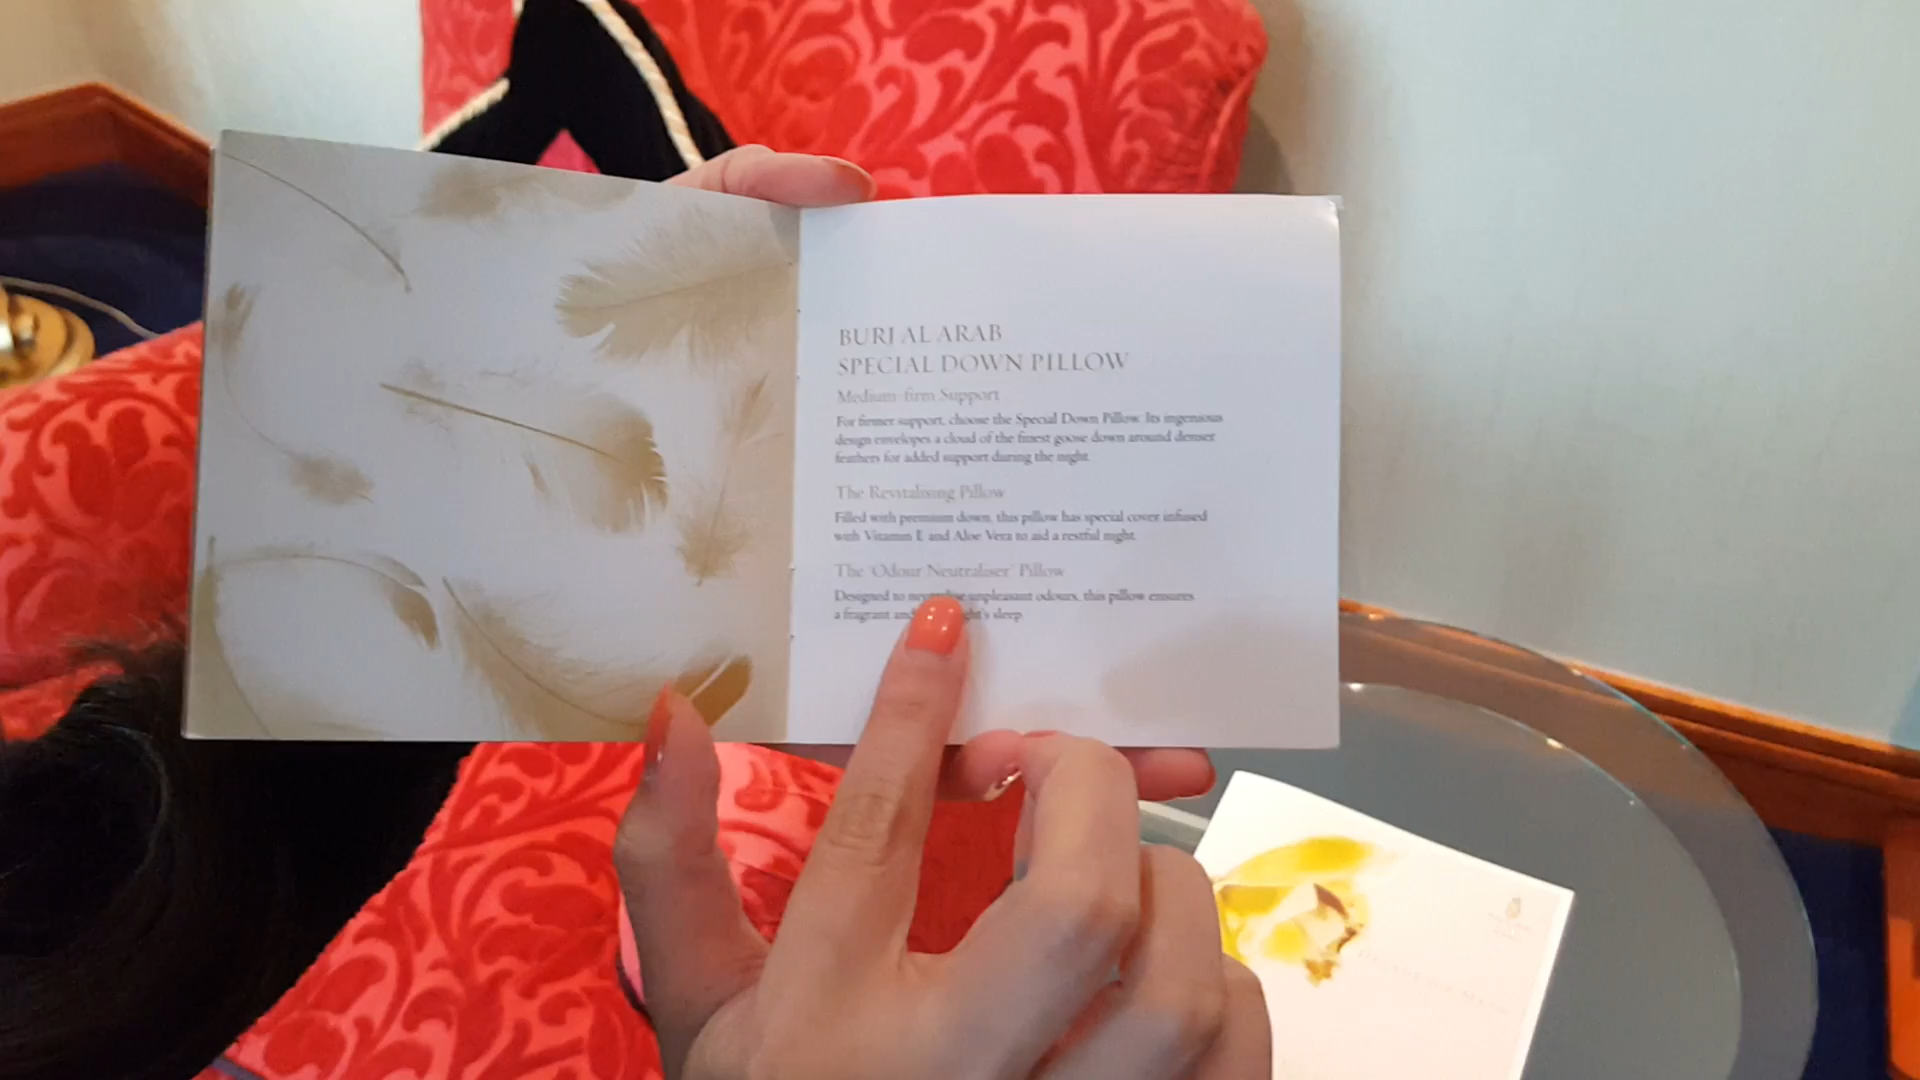 BURJ AL ARAB
SPECIAL DOWN PILLOW
Medium-firm Support
For firmer support, choose the Special Down Pillow. Its ingenious
design envelopes a cloud of the finest goose down around denser
feathers for added support during the night.
The Revitalising Pillow
Filled with premium down, this pillow has special cover infused
with Vitamin E and Aloe Vera to aid a restful night.
The 'Odour Neutraliser' Pillow
Designed to unpleasant odours, this pillow ensures
a fragrant and sleep.